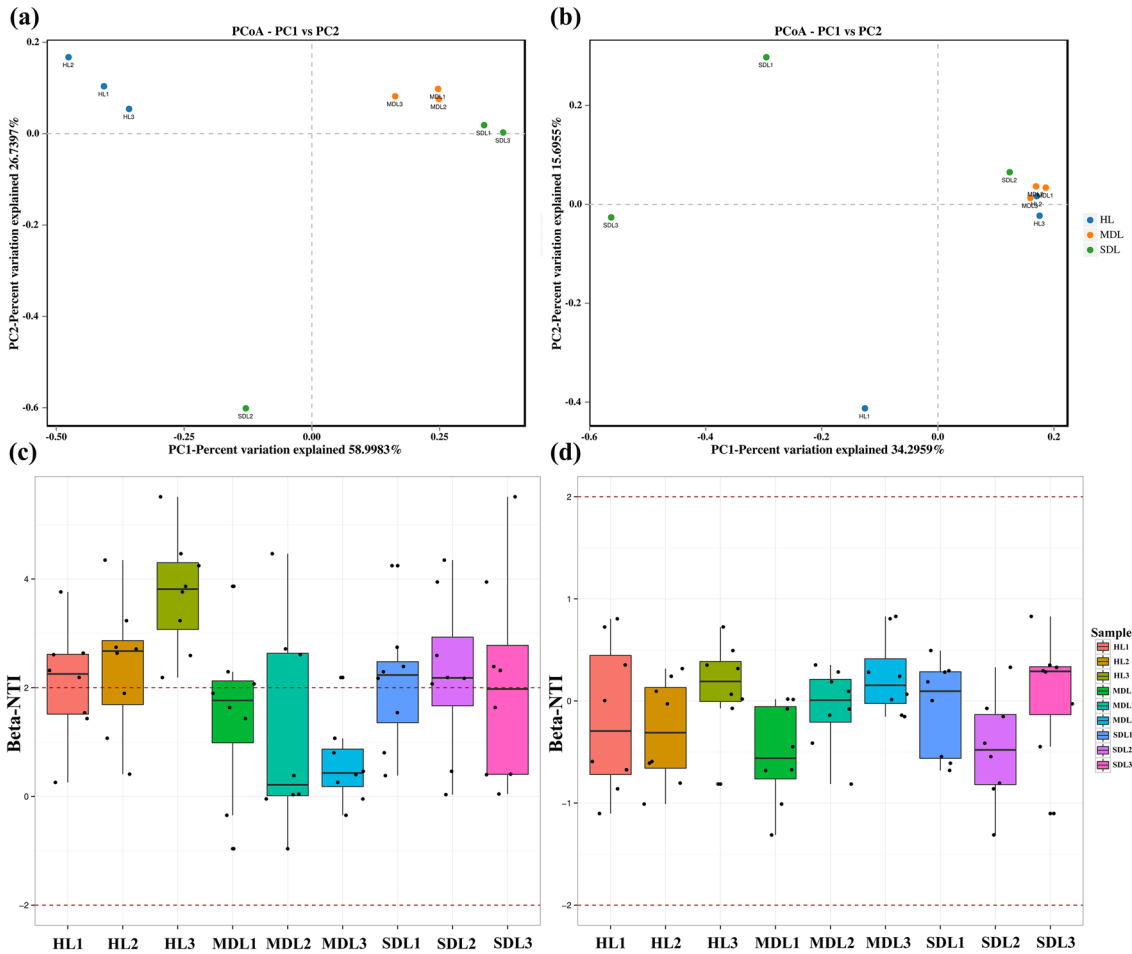 (a)
PCoA - PC1 vs PC2
PC2-Percent variation explained 26.7397%
0.2
0.0
-0.2
-0.4
-0.6
HL2
HL1
HL3
MDL3
MDL1
MDL2
SDL1
SDL3
SDL2
-0.50
-0.25
0.00
0.25
PC1-Percent variation explained 58.9983%
(b)
PCoA - PC1 vs PC2
PC2-Percent variation explained 15.6955%
0.2
0.0
-0.2
-0.4
SDL1
SDL2
MDL1
MDL3
HL2
SDL3
HL3
HL1
-0.6
-0.4
-0.2
0.0
0.2
PC1-Percent variation explained 34.2959%
HL
MDL
SDL
(c)
Beta-NTI
4
2
0
-2
HL1 HL2 HL3 MDL1 MDL2 MDL3 SDL1 SDL2 SDL3
(d)
Beta-NTI
2
1
0
-1
-2
HL1 HL2 HL3 MDL1 MDL2 MDL3 SDL1 SDL2 SDL3
Sample
HL1
HL2
HL3
MDL
MDL
MDL
SDL1
SDL2
SDL3